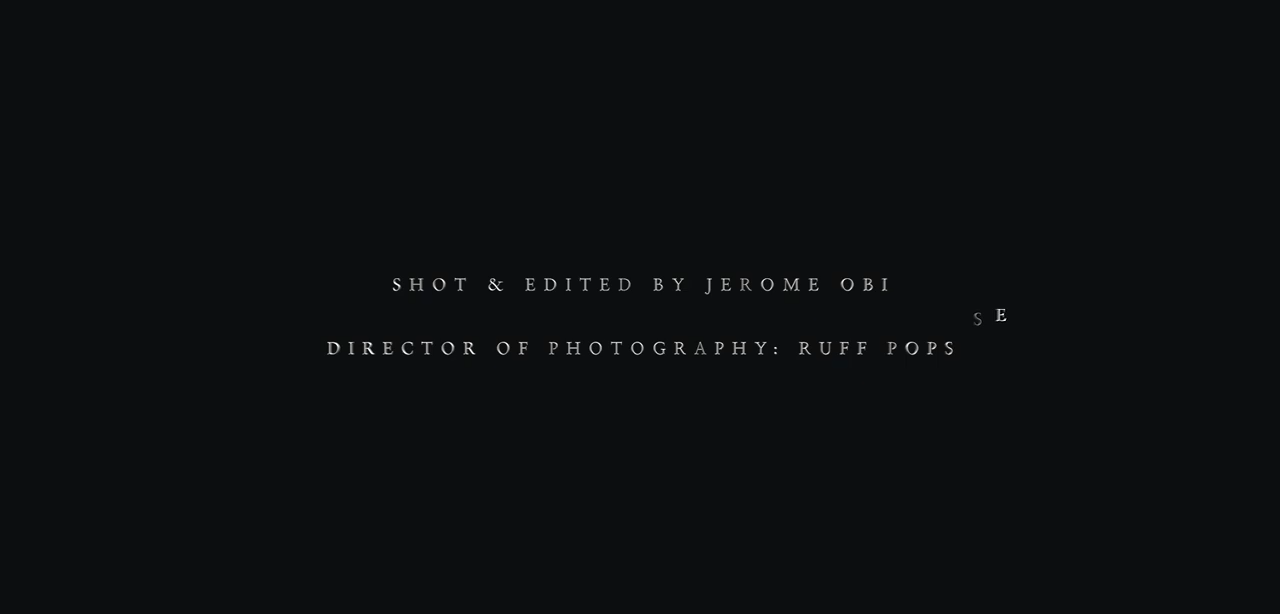 SHOT & EDITED BY JEROME OBI
S E
DIRECTOR OF PHOTOGRAPHY: RUFF POPS